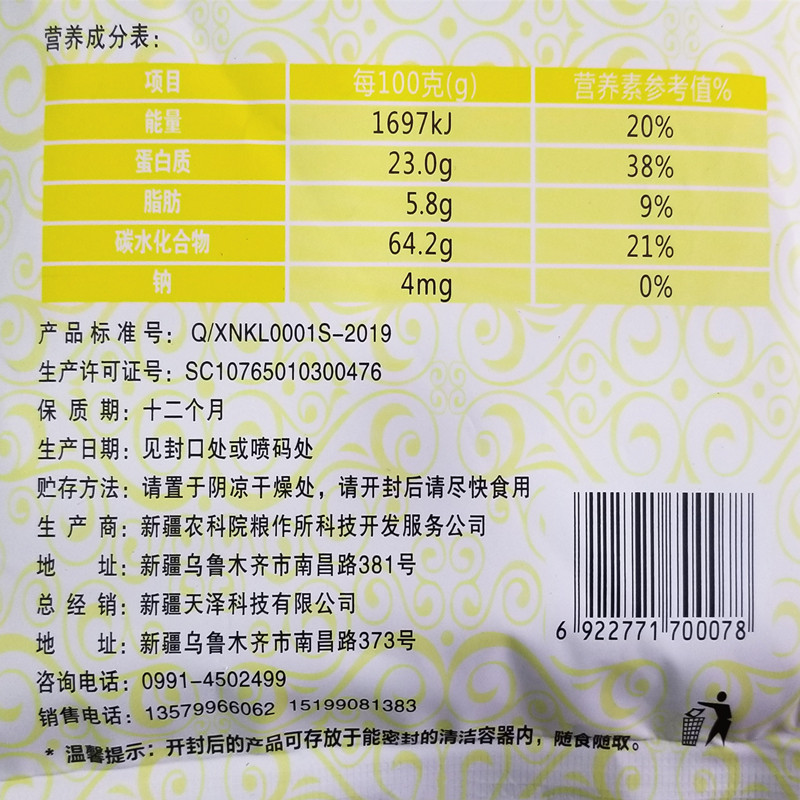 营养成分表：
项目 每100克(g) 营养素参考值%
能量 1697kJ 20%
蛋白质 23.0g 38%
脂肪 5.8g 9%
碳水化合物 64.2g 21%
钠 4mg 0%
产品标准号：Q/XNKL0001S-2019
生产许可证号：SC10765010300476
保质期：十二个月
生产日期：见封口处或喷码处
贮存方法：请置于阴凉干燥处，请开封后请尽快食用
生产商：新疆农科院粮作所科技开发服务公司
地址：新疆乌鲁木齐市南昌路381号
总经销：新疆天泽科技有限公司
地址：新疆乌鲁木齐市南昌路373号
咨询电话：0991-4502499
销售电话：13579966062 15199081383
* 温馨提示：开封后的产品可存放于能密封的清洁容器内，随食随取。
6 922771 700078